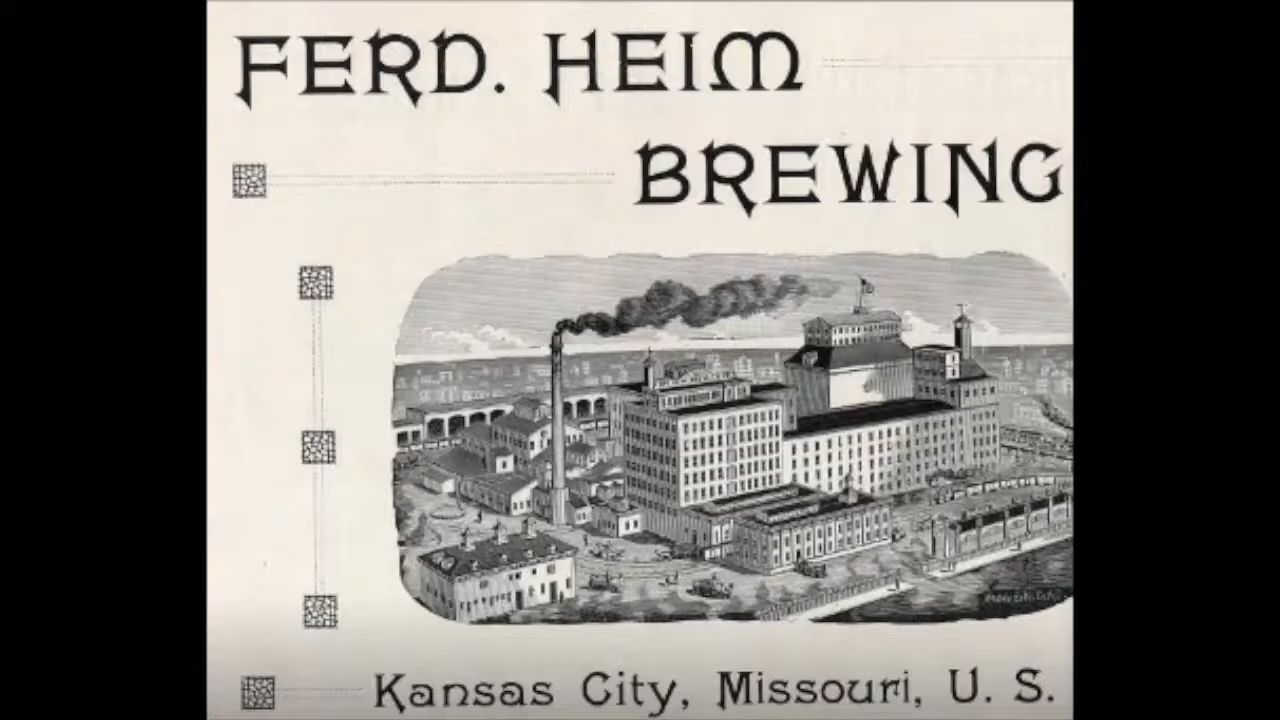 FERD. HEIM
BREWING
Kansas City, Missouri, U. S.